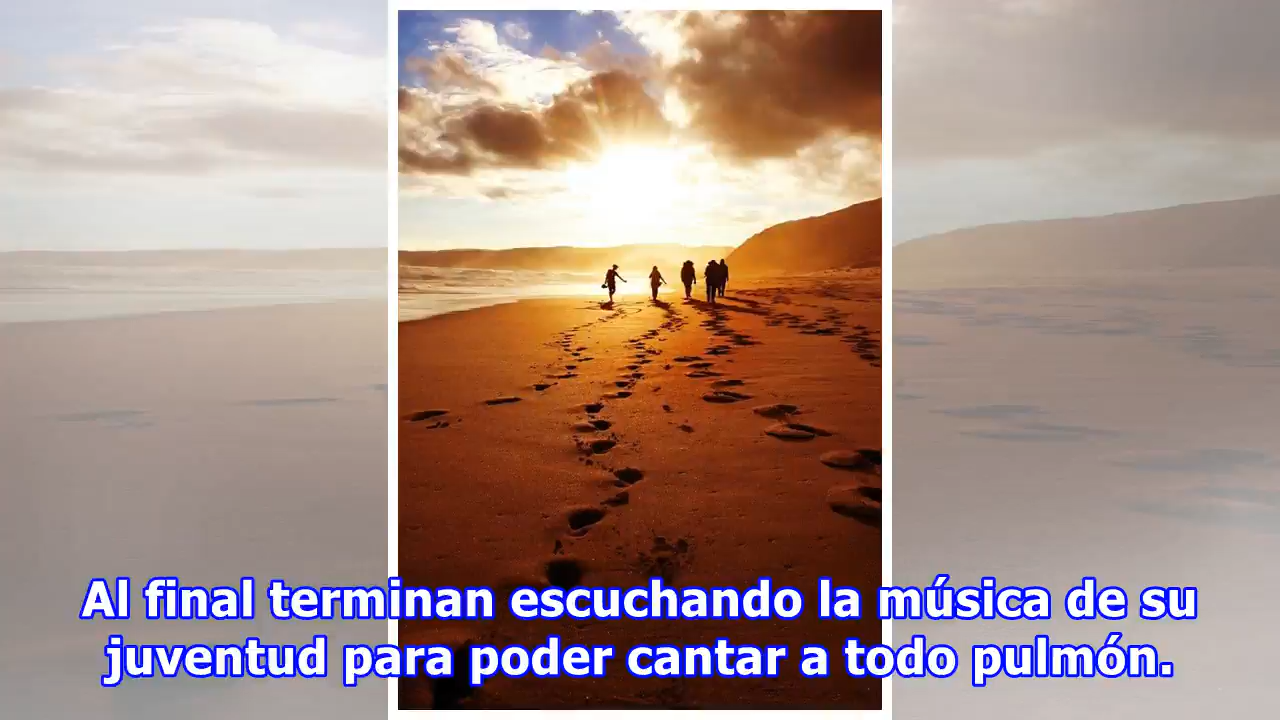 Al final terminan escuchando la música de su
juventud para poder cantar a todo pulmón.